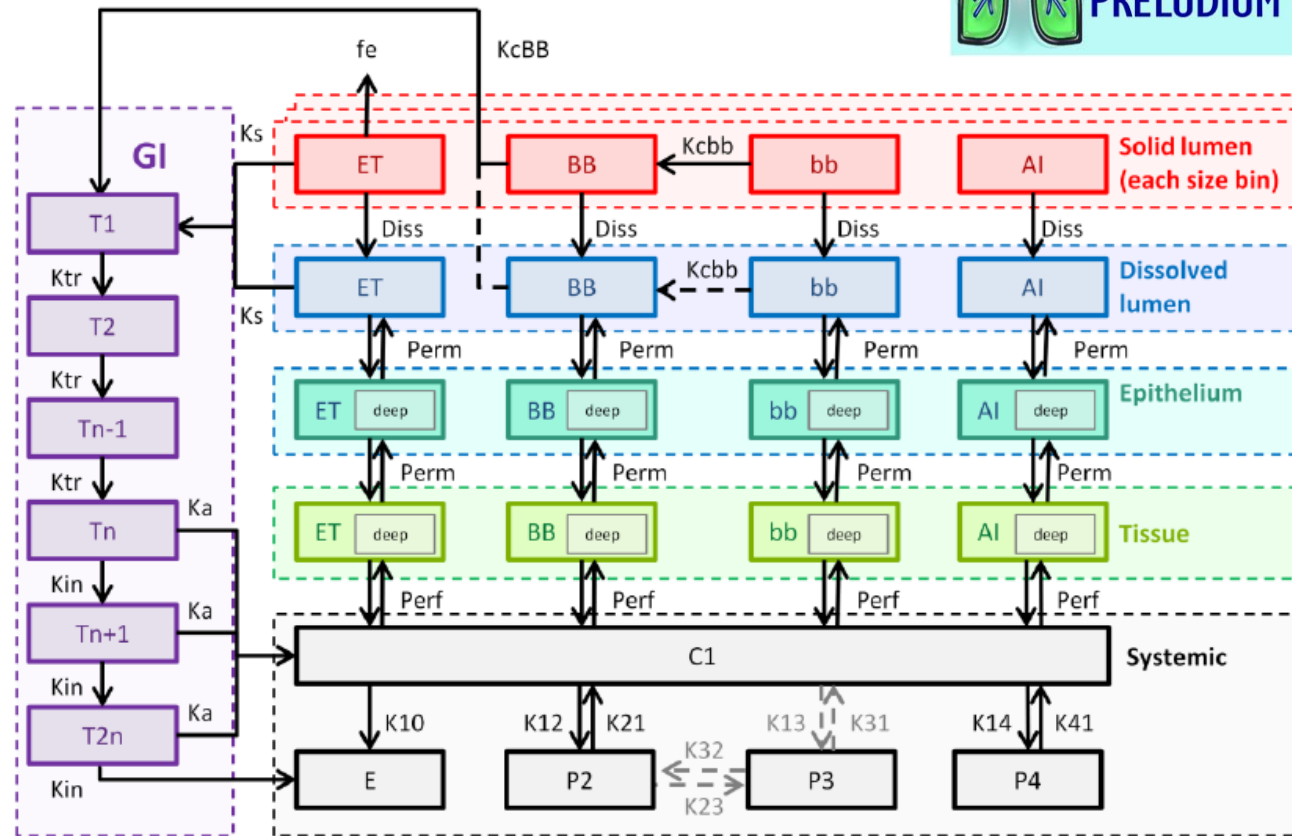 PRELUDIUM
fe
KcBB
GI
Ks
ET
BB
Kcbb
bb
AI
Solid lumen
(each size bin)
T1
Diss
Diss
Diss
Diss
Ktr
Ks
ET
BB
Kcbb
bb
AI
Dissolved
lumen
T2
Perm
Perm
Perm
Perm
Ktr
ET deep
BB deep
bb deep
AI deep
Epithelium
Tn-1
Perm
Perm
Perm
Perm
Ktr
Tn
Ka
ET deep
BB deep
bb deep
AI deep
Tissue
Kin
Perf
Perf
Perf
Perf
Tn+1
Ka
C1
Systemic
Kin
Ka
T2n
K10
K12
K21
K13
K31
K14
K41
K32
Kin
E
P2
P3
P4
K23